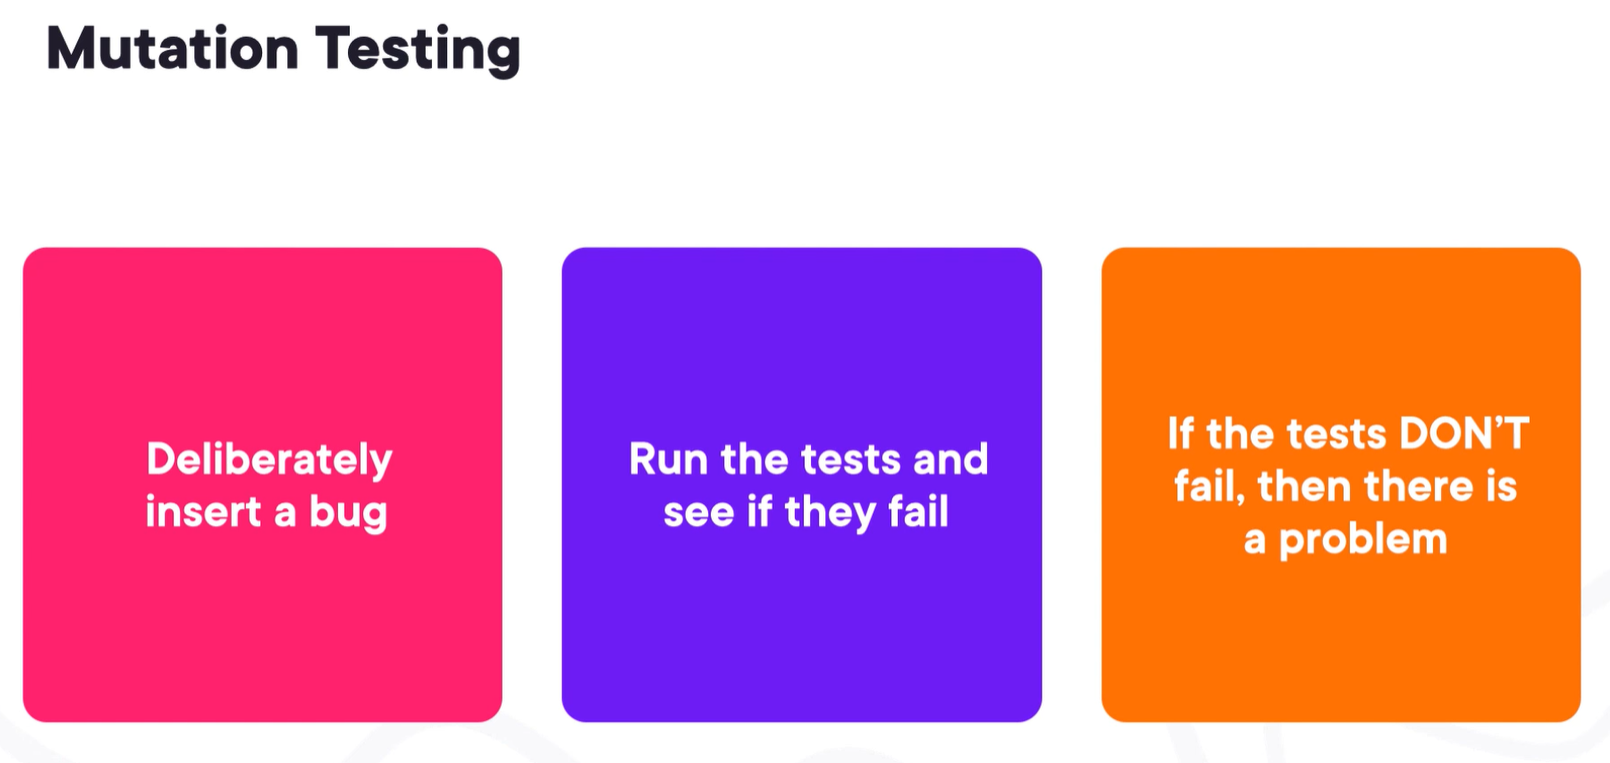 Mutation Testing
Deliberately
insert a bug
Run the tests and
see if they fail
If the tests DON’T
fail, then there is
a problem